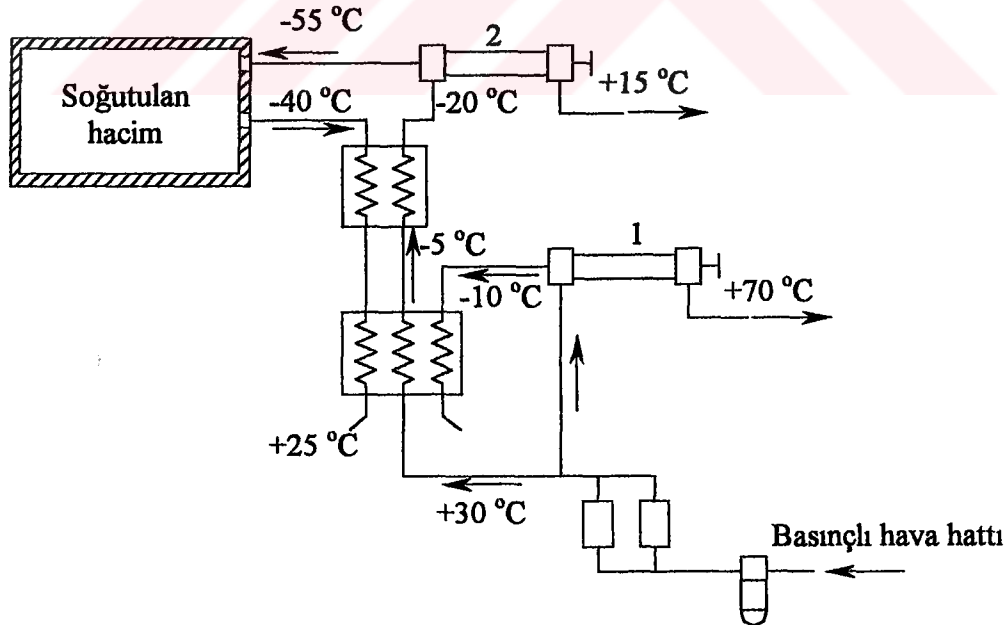 -55 °C
2
+15 °C
Soğutulan
hacim
-40 °C
-20 °C
-5 °C
1
-10 °C
+70 °C
+25 °C
+30 °C
Basınçlı hava hattı